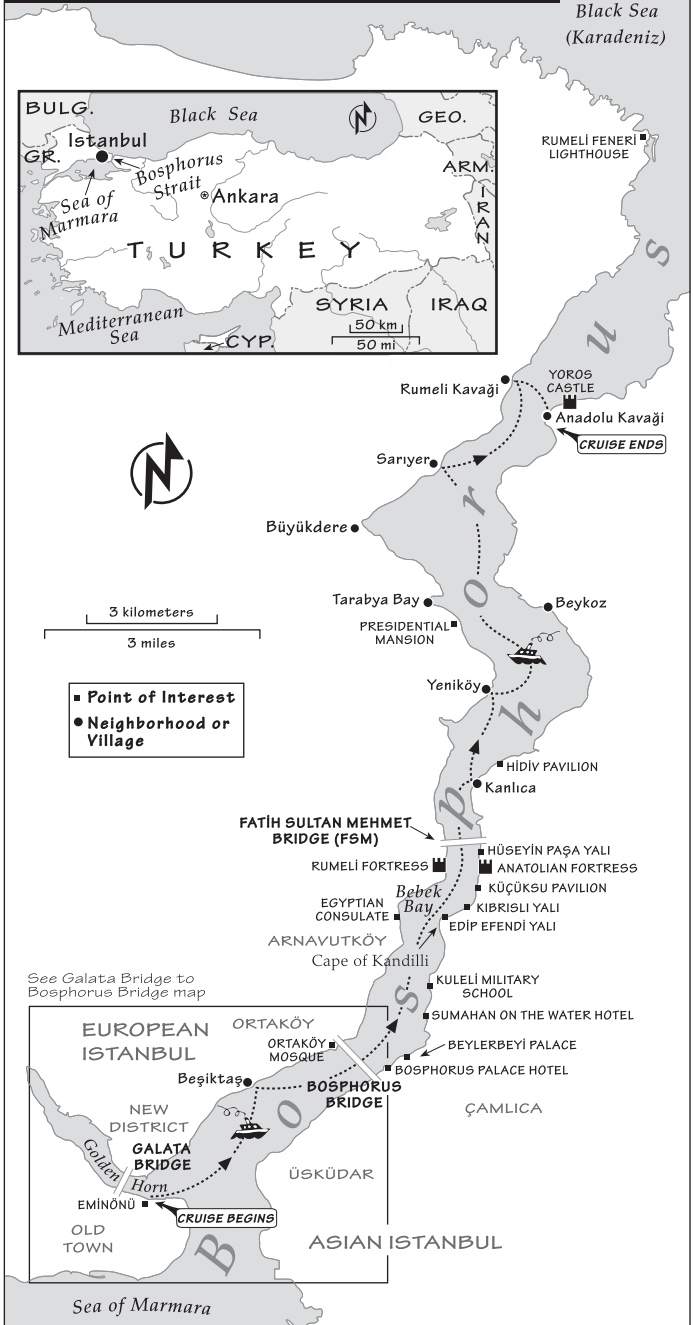 Black Sea
(Karadeniz)
BULG.
Black Sea
GEO.
GR.
Istanbul
Bosphorus
Strait
ARM.
IRAN
Sea of
Marmara
Ankara
TURKEY
Mediterranean
Sea
SYRIA
IRAQ
CYP.
50 km
50 mi
N
RUMELİ FENERİ
LIGHTHOUSE
Bosphorus
YOROS
CASTLE
Rumeli Kavaği
Anadolu Kavaği
CRUISE ENDS
Sarıyer
N
Büyükdere
Tarabya Bay
Beykoz
3 kilometers
3 miles
PRESIDENTIAL
MANSION
Point of Interest
Neighborhood or
Village
Yeniköy
HİDİV PAVILION
Kanlıca
FATİH SULTAN MEHMET
BRIDGE (FSM)
HÜSEYİN PAŞA YALI
RUMELİ FORTRESS
ANATOLIAN FORTRESS
Bebek
Bay
KÜÇÜKSU PAVILION
EGYPTIAN
CONSULATE
KIBRISLI YALI
EDİP EFENDİ YALI
ARNAVUTKÖY
Cape of Kandilli
See Galata Bridge to
Bosphorus Bridge map
KULELİ MILITARY
SCHOOL
EUROPEAN
ISTANBUL
ORTAKÖY
SUMAHAN ON THE WATER HOTEL
ORTAKÖY
MOSQUE
BEYLERBEYİ PALACE
Beşiktaş
BOSPHORUS
BRIDGE
BOSPHORUS PALACE HOTEL
NEW
DISTRICT
ÇAMLICA
GALATA
BRIDGE
Golden
Horn
ÜSKÜDAR
EMİNÖNÜ
CRUISE BEGINS
OLD
TOWN
ASIAN ISTANBUL
Sea of Marmara